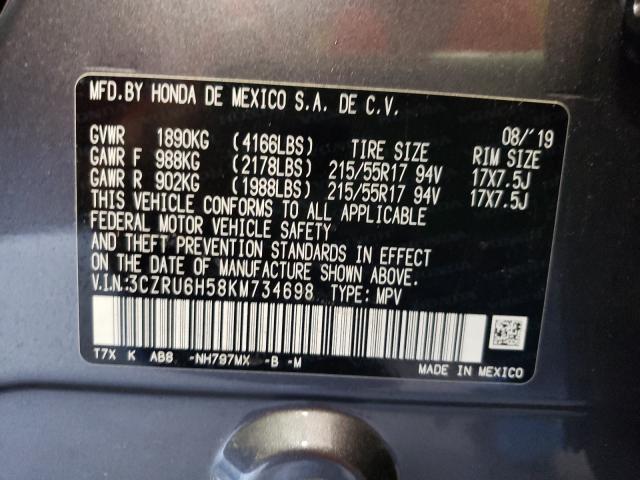 MFD.BY HONDA DE MEXICO S.A. DE C.V.
08/'19
GVWR 1890KG (4166LBS) TIRE SIZE RIM SIZE
GAWR F 988KG (2178LBS) 215/55R17 94V 17X7.5J
GAWR R 902KG (1988LBS) 215/55R17 94V 17X7.5J
THIS VEHICLE CONFORMS TO ALL APPLICABLE
FEDERAL MOTOR VEHICLE SAFETY
AND THEFT PREVENTION STANDARDS IN EFFECT
ON THE DATE OF MANUFACTURE SHOWN ABOVE.
V.I.N.:3CZRU6H58KM734698 TYPE: MPV
T7X K AB8 -NH797MX -B -M
MADE IN MEXICO